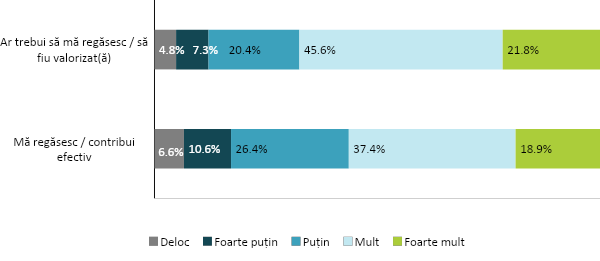 Ar trebui să mă regăsesc / să
fiu valorizat(ă)
4.8% 7.3% 20.4% 45.6% 21.8%
Mă regăsesc / contribui
efectiv
6.6% 10.6% 26.4% 37.4% 18.9%
Deloc Foarte puțin Puțin Mult Foarte mult